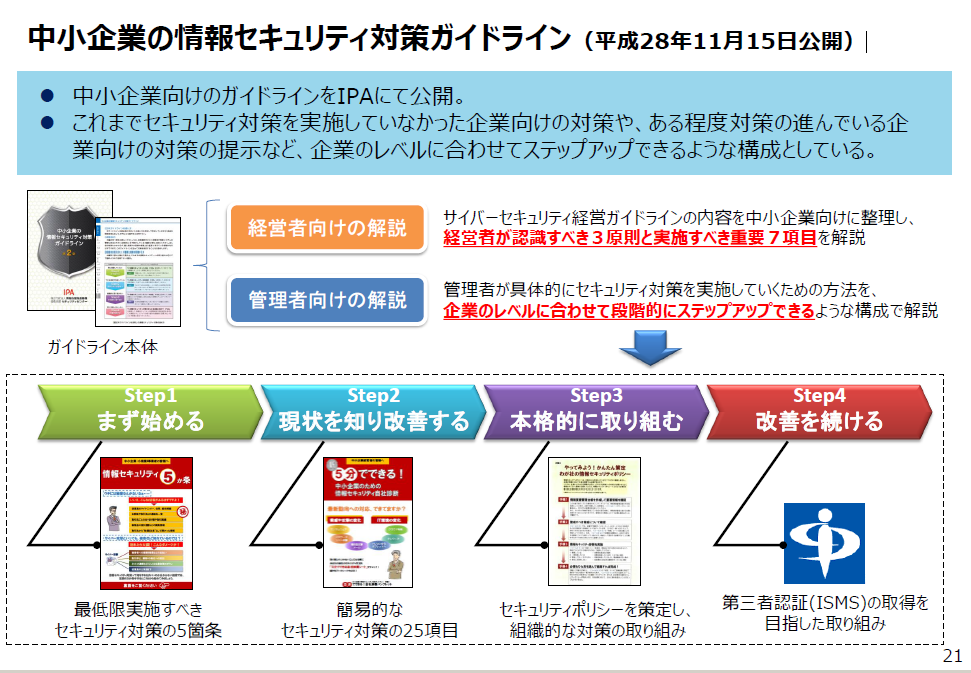 中小企業の情報セキュリティ対策ガイドライン（平成28年11月15日公開）
● 中小企業向けのガイドラインをIPAにて公開。
● これまでセキュリティ対策を実施していなかった企業向けの対策や、ある程度対策の進んでいる企
業向けの対策の提示など、企業のレベルに合わせてステップアップできるような構成としている。
中小企業の
情報セキュリティ対策
ガイドライン
第2版
IPA
ガイドライン本体
経営者向けの解説
サイバーセキュリティ経営ガイドラインの内容を中小企業向けに整理し、
経営者が認識すべき３原則と実施すべき重要７項目を解説
管理者向けの解説
管理者が具体的にセキュリティ対策を実施していくための方法を、
企業のレベルに合わせて段階的にステップアップできるような構成で解説
Step1
まず始める
Step2
現状を知り改善する
Step3
本格的に取り組む
Step4
改善を続ける
情報セキュリティ5か条
最低限実施すべき
セキュリティ対策の5箇条
5分でできる！
中小企業のための
情報セキュリティ自社診断
簡易的な
セキュリティ対策の25項目
やってみよう！かんたん策定
わが社の情報セキュリティポリシー
セキュリティポリシーを策定し、
組織的な対策の取り組み
第三者認証(ISMS)の取得を
目指した取り組み
21